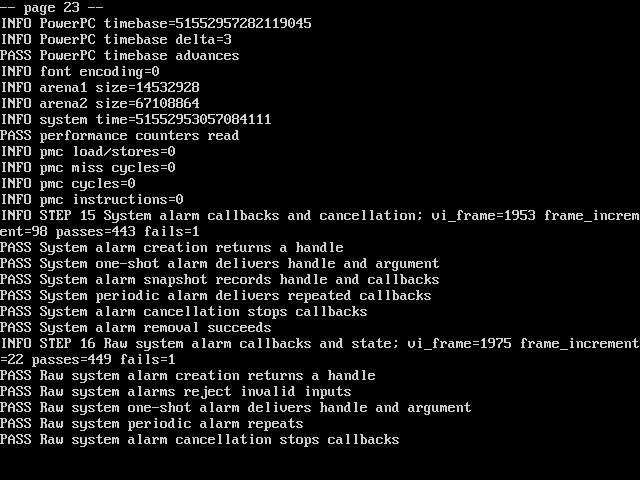 -- page 23 --
INFO PowerPC timebase=51552957282119045
INFO PowerPC timebase delta=3
PASS PowerPC timebase advances
INFO font encoding=0
INFO arena1 size=14532928
INFO arena2 size=67108864
INFO system time=51552953057084111
PASS performance counters read
INFO pmc load/stores=0
INFO pmc miss cycles=0
INFO pmc cycles=0
INFO pmc instructions=0
INFO STEP 15 System alarm callbacks and cancellation; vi_frame=1953 frame_increm
ent=98 passes=443 fails=1
PASS System alarm creation returns a handle
PASS System one-shot alarm delivers handle and argument
PASS System alarm snapshot records handle and callbacks
PASS System periodic alarm delivers repeated callbacks
PASS System alarm cancellation stops callbacks
PASS System alarm removal succeeds
INFO STEP 16 Raw system alarm callbacks and state; vi_frame=1975 frame_increment
=22 passes=449 fails=1
PASS Raw system alarm creation returns a handle
PASS Raw system alarms reject invalid inputs
PASS Raw system one-shot alarm delivers handle and argument
PASS Raw system periodic alarm repeats
PASS Raw system alarm cancellation stops callbacks